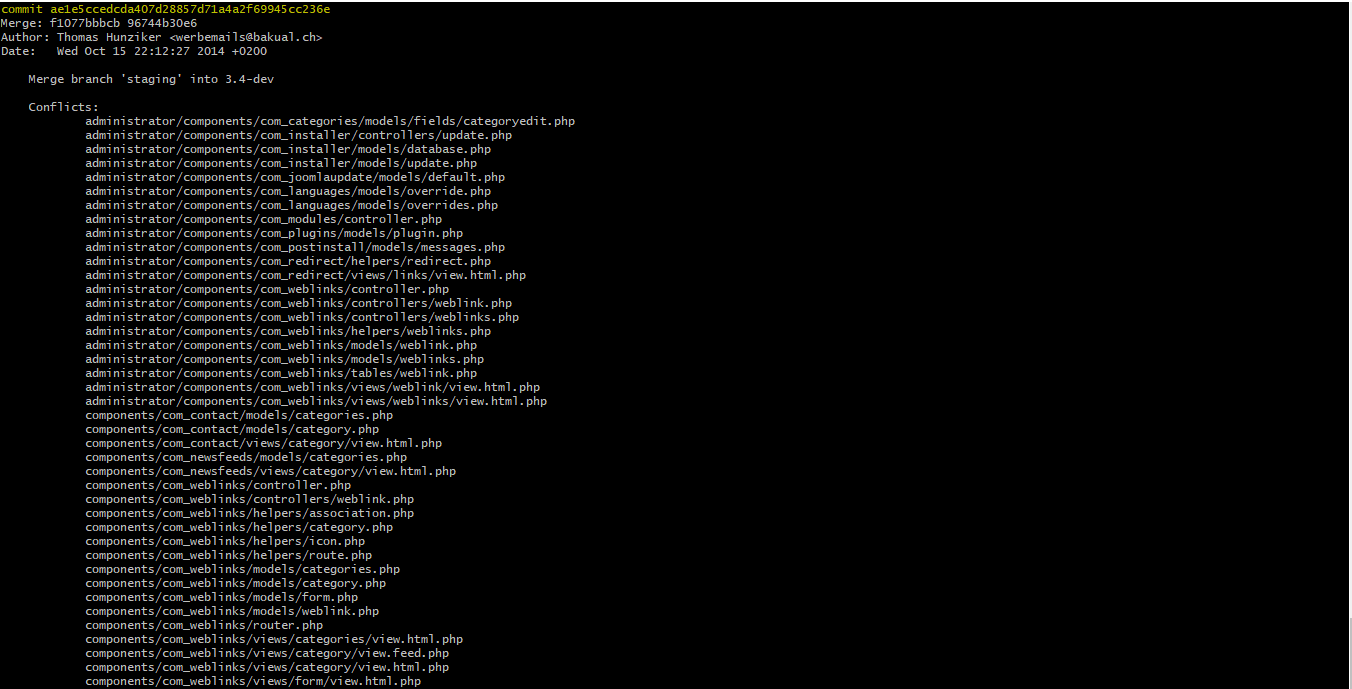 commit ae1e5ccedcda407d28857d71a4a2f69945cc236e
Merge: f1077bbbcb 96744b30e6
Author: Thomas Hunziker <werbemails@bakual.ch>
Date:   Wed Oct 15 22:12:27 2014 +0200
Merge branch 'staging' into 3.4-dev
Conflicts:
administrator/components/com_categories/models/fields/categoryedit.php
administrator/components/com_installer/controllers/update.php
administrator/components/com_installer/models/database.php
administrator/components/com_installer/models/update.php
administrator/components/com_joomlaupdate/models/default.php
administrator/components/com_languages/models/override.php
administrator/components/com_languages/models/overrides.php
administrator/components/com_modules/controller.php
administrator/components/com_plugins/models/plugin.php
administrator/components/com_postinstall/models/messages.php
administrator/components/com_redirect/helpers/redirect.php
administrator/components/com_redirect/views/links/view.html.php
administrator/components/com_weblinks/controller.php
administrator/components/com_weblinks/controllers/weblink.php
administrator/components/com_weblinks/controllers/weblinks.php
administrator/components/com_weblinks/helpers/weblinks.php
administrator/components/com_weblinks/models/weblink.php
administrator/components/com_weblinks/models/weblinks.php
administrator/components/com_weblinks/tables/weblink.php
administrator/components/com_weblinks/views/weblink/view.html.php
administrator/components/com_weblinks/views/weblinks/view.html.php
components/com_contact/models/categories.php
components/com_contact/models/category.php
components/com_contact/views/category/view.html.php
components/com_newsfeeds/models/categories.php
components/com_newsfeeds/views/category/view.html.php
components/com_weblinks/controller.php
components/com_weblinks/controllers/weblink.php
components/com_weblinks/helpers/association.php
components/com_weblinks/helpers/category.php
components/com_weblinks/helpers/icon.php
components/com_weblinks/helpers/route.php
components/com_weblinks/models/categories.php
components/com_weblinks/models/category.php
components/com_weblinks/models/form.php
components/com_weblinks/models/weblink.php
components/com_weblinks/router.php
components/com_weblinks/views/categories/view.html.php
components/com_weblinks/views/category/view.feed.php
components/com_weblinks/views/category/view.html.php
components/com_weblinks/views/form/view.html.php